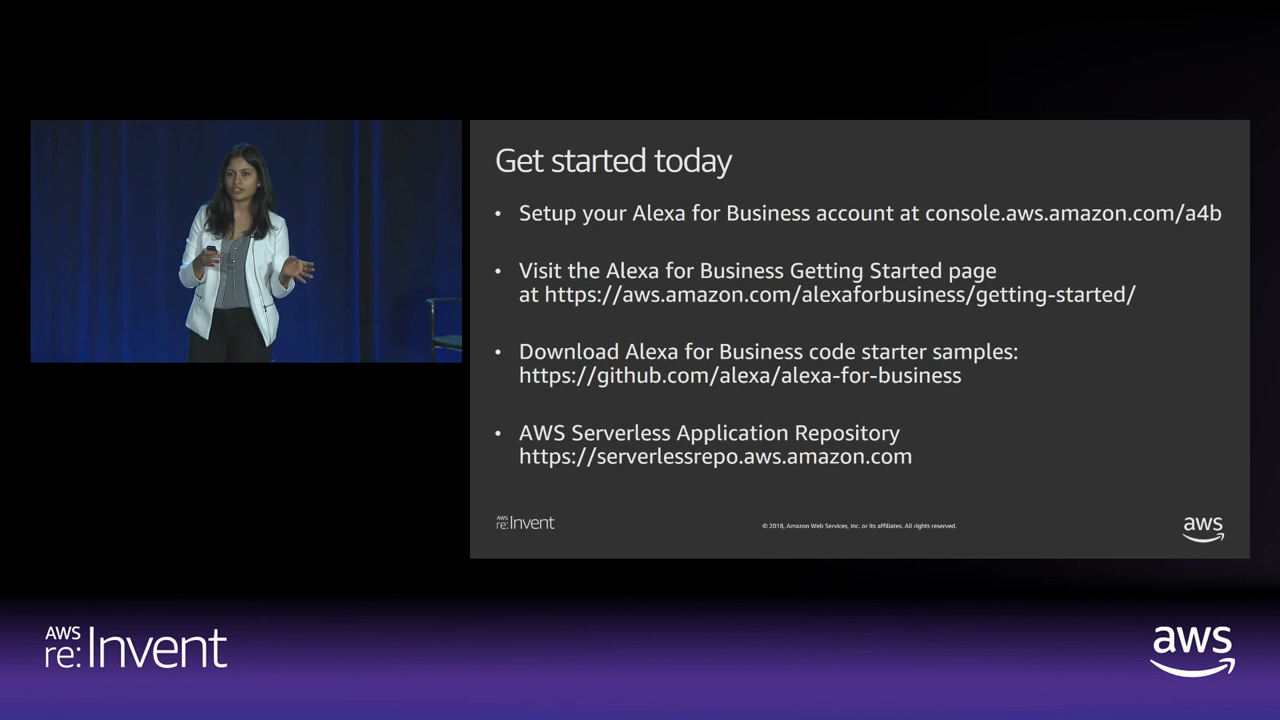 Get started today
• Setup your Alexa for Business account at console.aws.amazon.com/a4b
• Visit the Alexa for Business Getting Started page
at https://aws.amazon.com/alexaforbusiness/getting-started/
• Download Alexa for Business code starter samples:
https://github.com/alexa/alexa-for-business
• AWS Serverless Application Repository
https://serverlessrepo.aws.amazon.com
AWS
re:Invent
© 2018, Amazon Web Services, Inc. or its affiliates. All rights reserved.
aws
AWS
re:Invent
aws